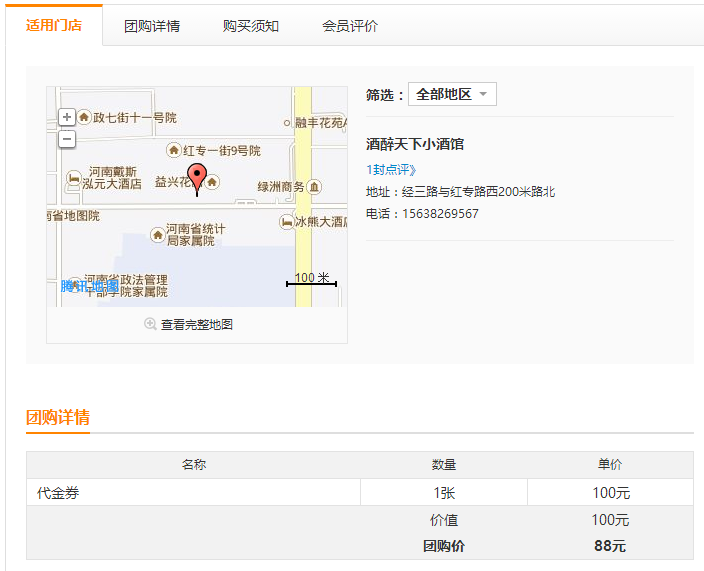 适用门店
团购详情
购买须知
会员评价
政七街十一号院
融丰花苑A
红专一街9号院
河南戴斯
泓元大酒店
益兴花
绿洲商务
河南省地图院
河南省统计
局家属院
冰熊大酒店
河南省政法管理
干部学院家属院
腾讯地图
100 米
查看完整地图
筛选：
全部地区
酒醉天下小酒馆
1封点评》
地址：经三路与红专路西200米路北
电话：15638269567
团购详情
名称 数量 单价
代金券 1张 100元
价值 100元
团购价 88元